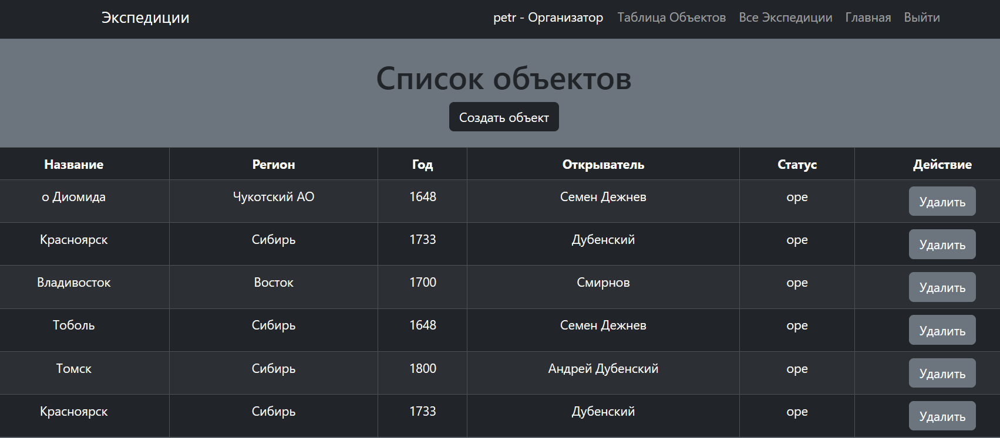 Экспедиции petr - Организатор Таблица Объектов Все Экспедиции Главная Выйти
Список объектов
Создать объект
Название Регион Год Открыватель Статус Действие
о Диомида Чукотский АО 1648 Семен Дежнев ope Удалить
Красноярск Сибирь 1733 Дубенский ope Удалить
Владивосток Восток 1700 Смирнов ope Удалить
Тоболь Сибирь 1648 Семен Дежнев ope Удалить
Томск Сибирь 1800 Андрей Дубенский ope Удалить
Красноярск Сибирь 1733 Дубенский ope Удалить